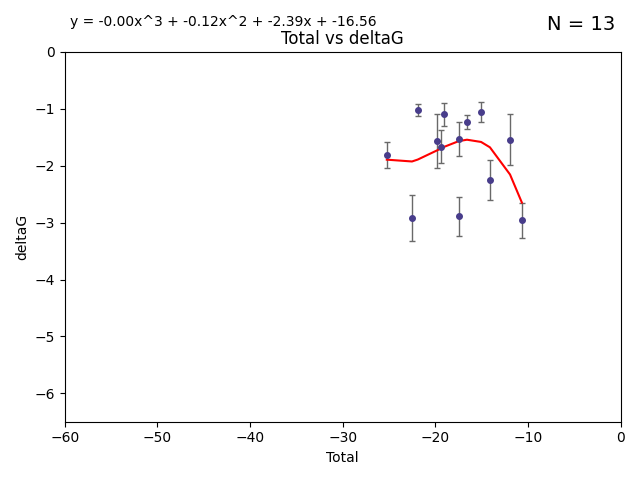 y = -0.00x^3 + -0.12x^2 + -2.39x + -16.56
N = 13
Total vs deltaG
0
−1
−2
−3
−4
−5
−6
deltaG
−60 −50 −40 −30 −20 −10 0
Total